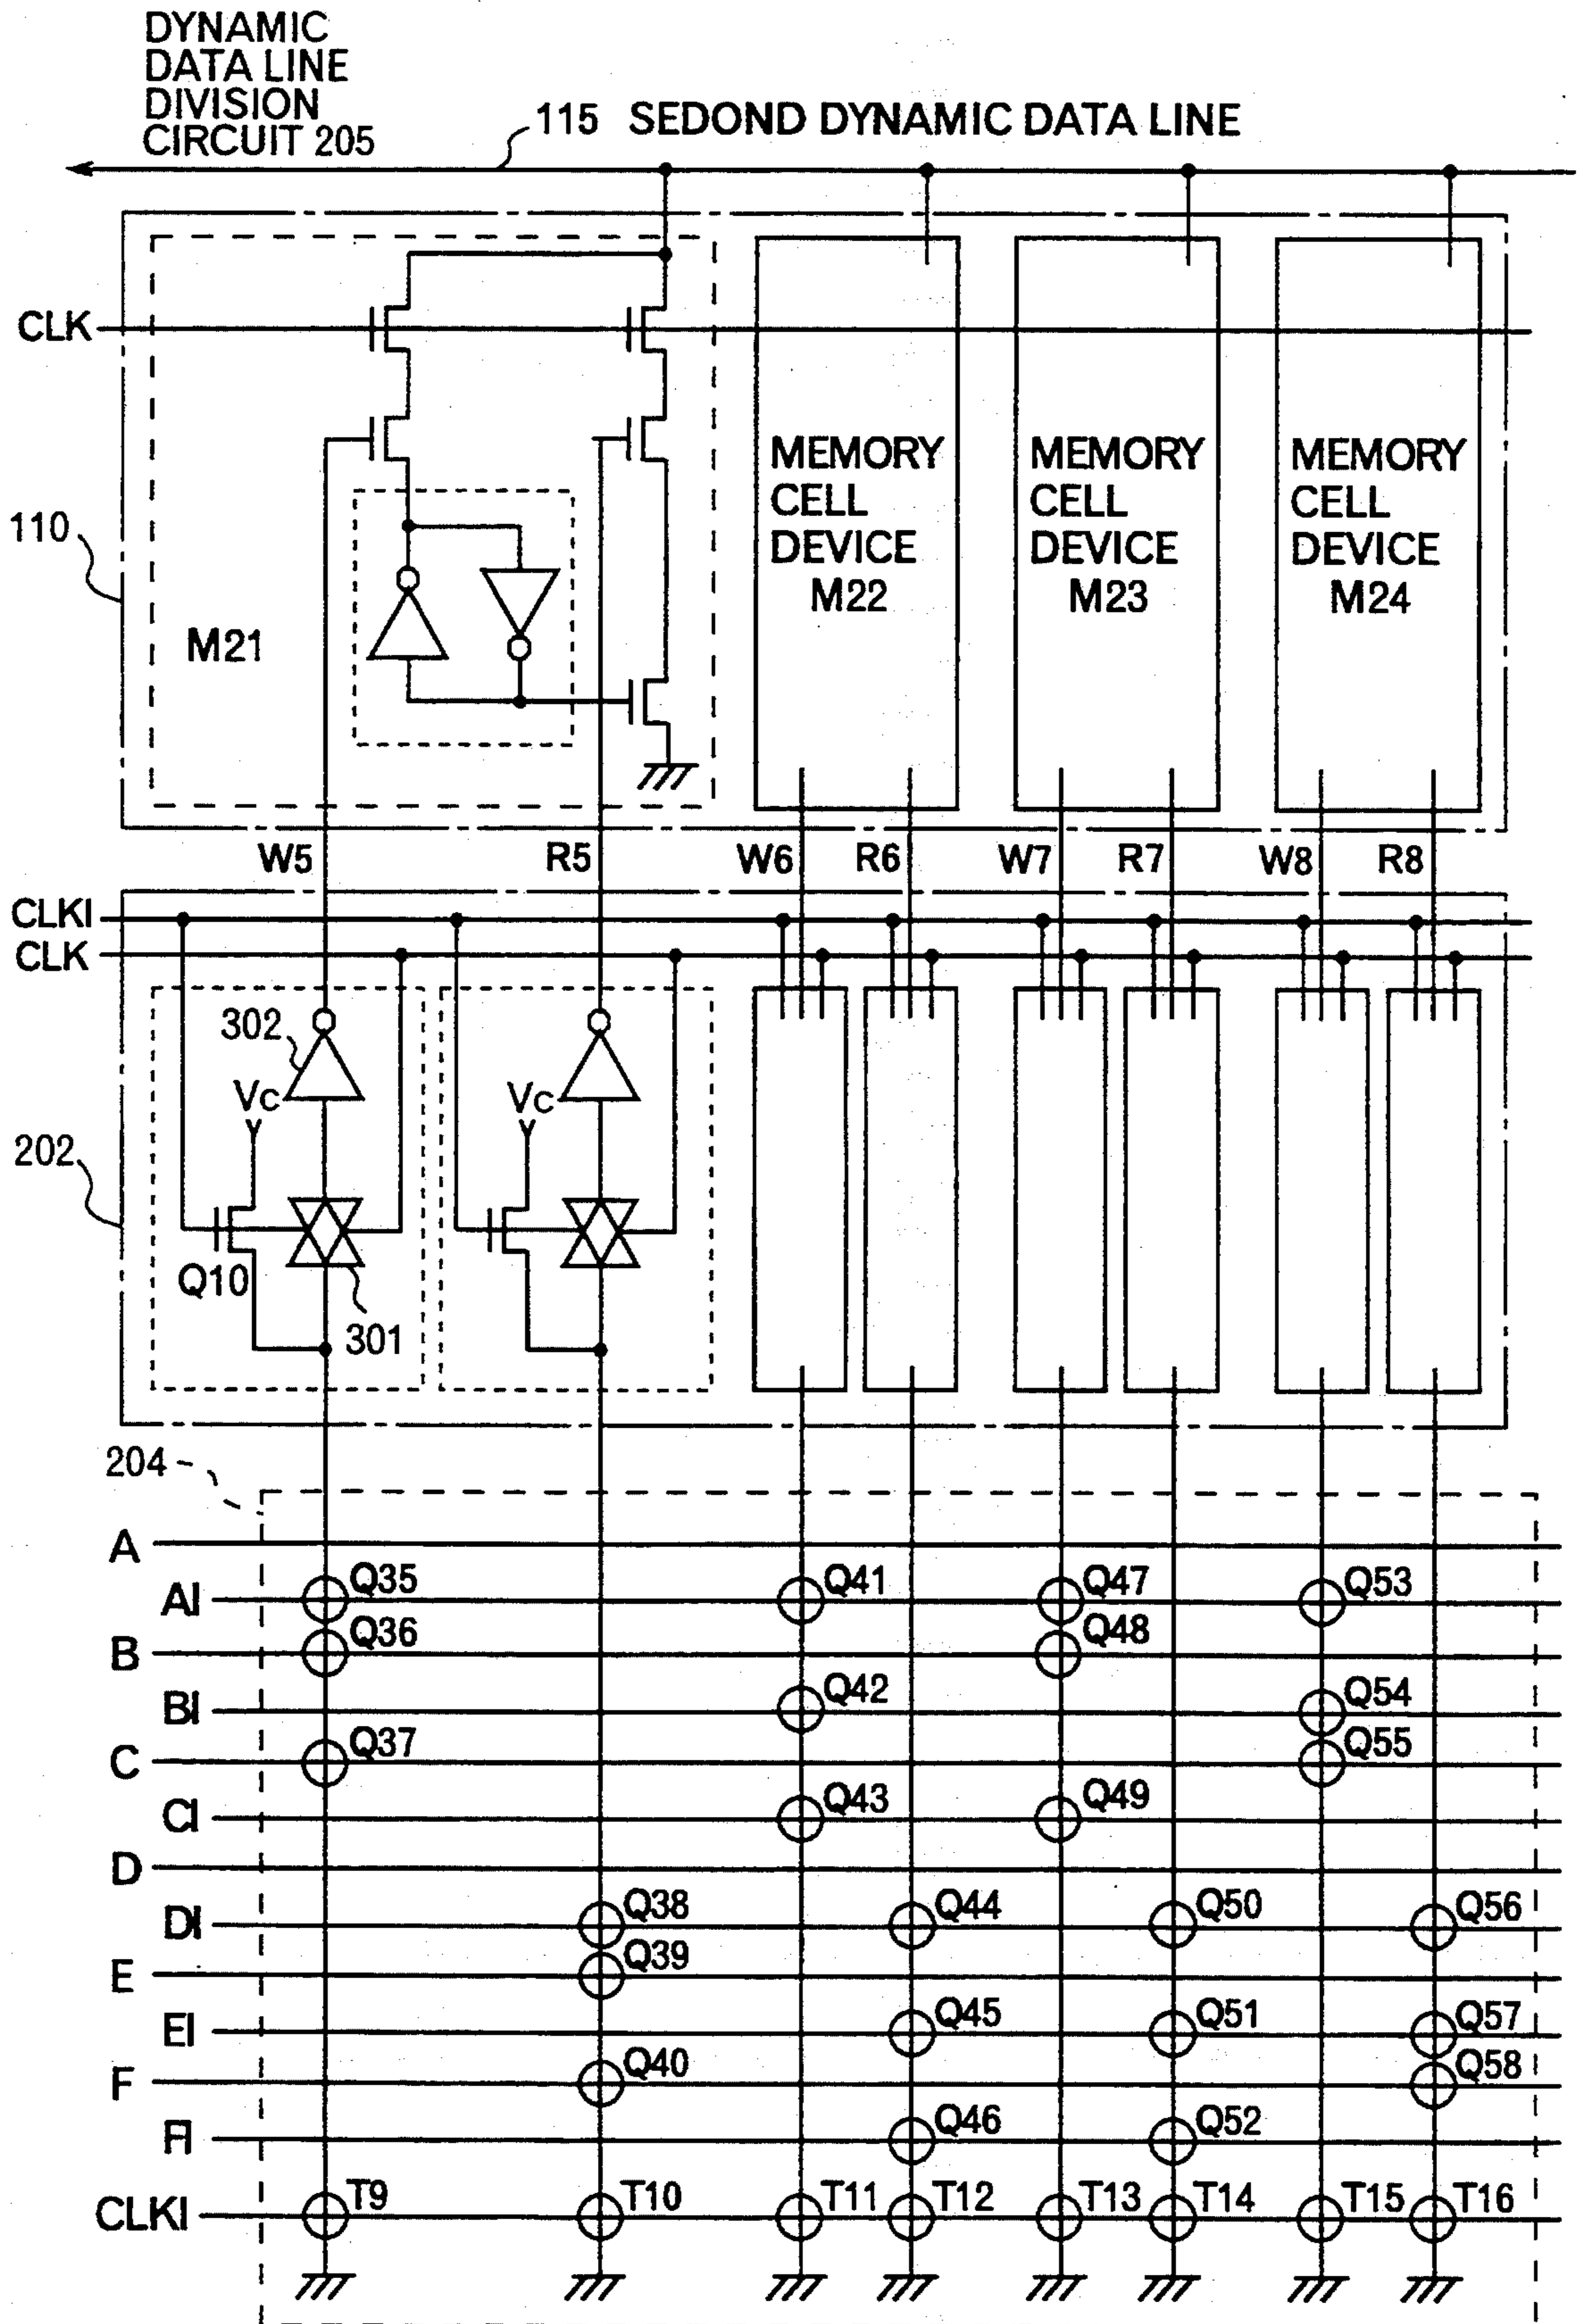 DYNAMIC
DATA LINE
DIVISION
CIRCUIT 205
115 SEDOND DYNAMIC DATA LINE
CLK
110
M21
MEMORY
CELL
DEVICE
M22
MEMORY
CELL
DEVICE
M23
MEMORY
CELL
DEVICE
M24
W5 R5 W6 R6 W7 R7 W8 R8
CLKI
CLK
302
Vc Vc
202
Q10
301
204
A
AI Q35 Q41 Q47 Q53
B Q36 Q48
BI Q42 Q54
C Q37 Q55
CI Q43 Q49
D
DI Q38 Q44 Q50 Q56
E Q39
EI Q45 Q51 Q57
F Q40 Q58
FI Q46 Q52
CLKI T9 T10 T11 T12 T13 T14 T15 T16